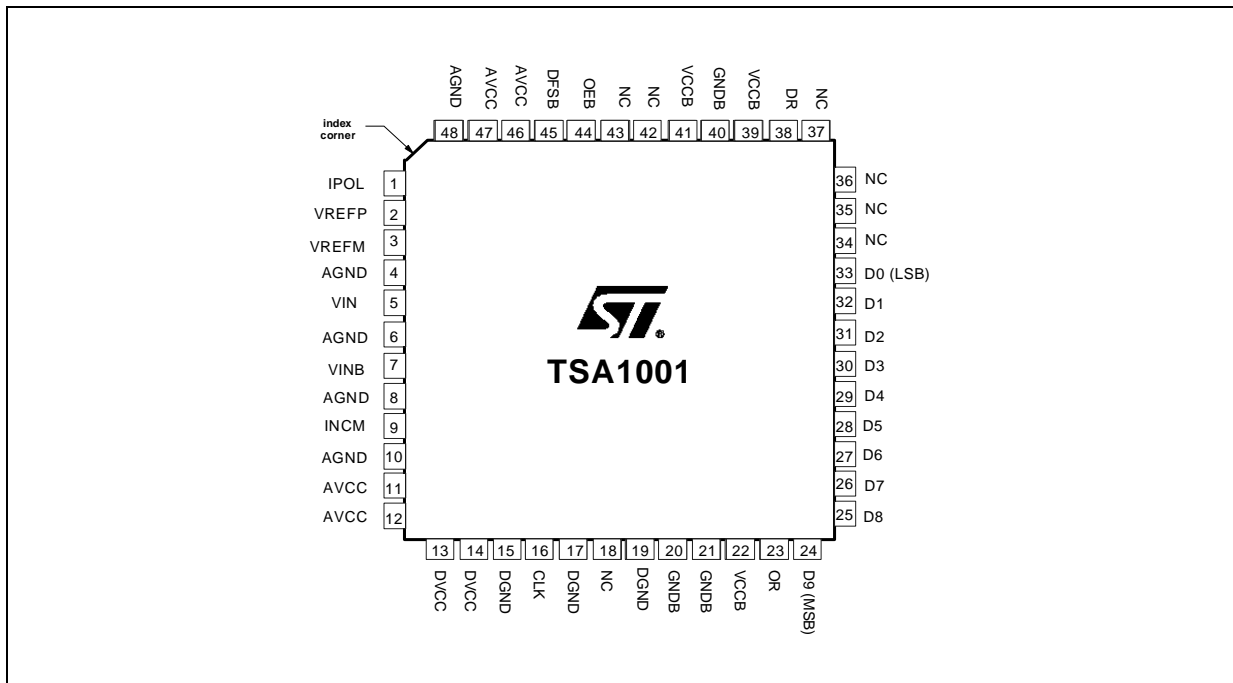 AGND
AVCC
AVCC
DFSB
OEB
NC
NC
VCCB
GNDB
VCCB
DR
NC
index
corner
48 47 46 45 44 43 42 41 40 39 38 37
IPOL 1
VREFP 2
VREFM 3
AGND 4
VIN 5
AGND 6
VINB 7
AGND 8
INCM 9
AGND 10
AVCC 11
AVCC 12
36 NC
35 NC
34 NC
33 D0 (LSB)
32 D1
31 D2
30 D3
29 D4
28 D5
27 D6
26 D7
25 D8
ST®
TSA1001
13 14 15 16 17 18 19 20 21 22 23 24
DVCC
DVCC
DGND
CLK
DGND
NC
DGND
GNDB
GNDB
VCCB
OR
D9 (MSB)